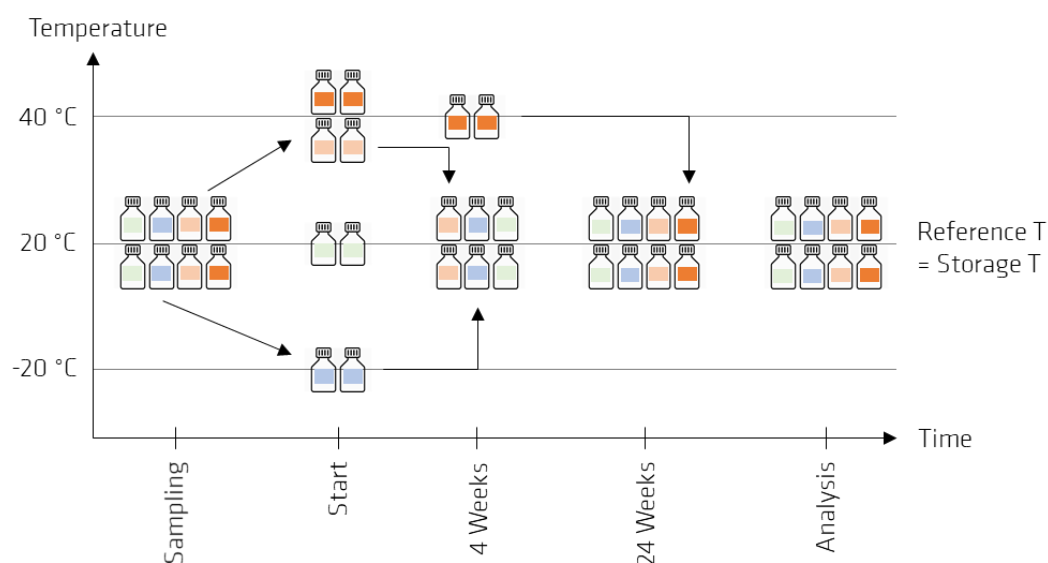 Temperature
40 °C
20 °C
-20 °C
Reference T
= Storage T
Time
Sampling
Start
4 Weeks
24 Weeks
Analysis